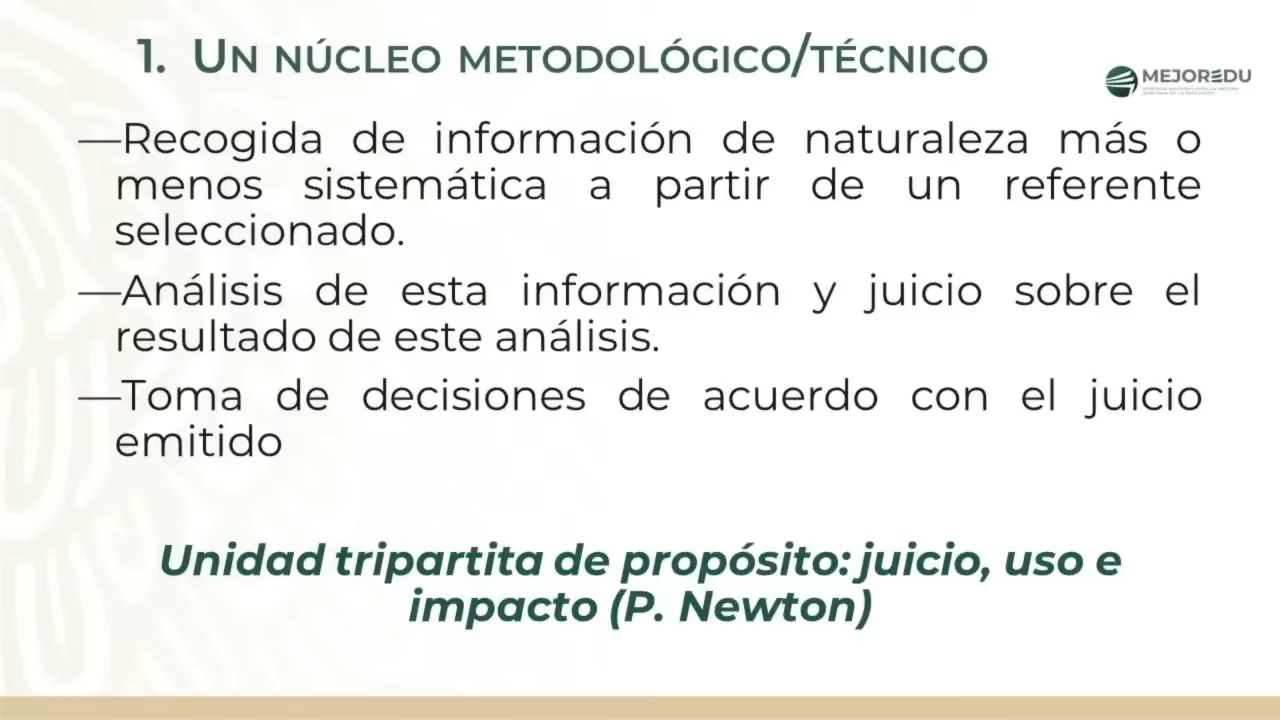 1. UN NÚCLEO METODOLÓGICO/TÉCNICO
MEJOREDU
—Recogida de información de naturaleza más o
menos sistemática a partir de un referente
seleccionado.
—Análisis de esta información y juicio sobre el
resultado de este análisis.
—Toma de decisiones de acuerdo con el juicio
emitido
Unidad tripartita de propósito: juicio, uso e
impacto (P. Newton)